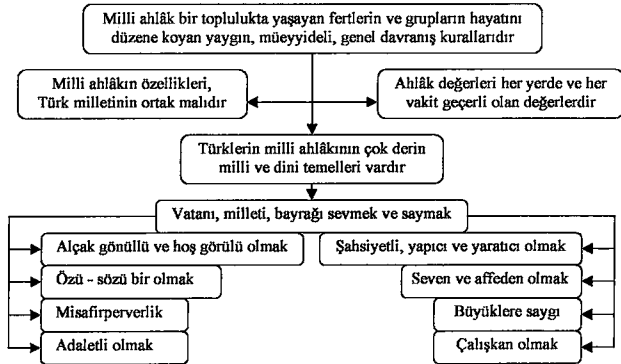 Milli ahlâk bir toplulukta yaşayan fertlerin ve grupların hayatını
düzene koyan yaygın, müeyyideli, genel davranış kurallarıdır
Milli ahlâkın özellikleri,
Türk milletinin ortak malıdır
Ahlâk değerleri her yerde ve her
vakit geçerli olan değerlerdir
Türklerin milli ahlâkının çok derin
milli ve dini temelleri vardır
Vatanı, milleti, bayrağı sevmek ve saymak
Alçak gönüllü ve hoş görülü olmak
Şahsiyetli, yapıcı ve yaratıcı olmak
Özü - sözü bir olmak
Seven ve affeden olmak
Misafirperverlik
Büyüklere saygı
Adaletli olmak
Çalışkan olmak